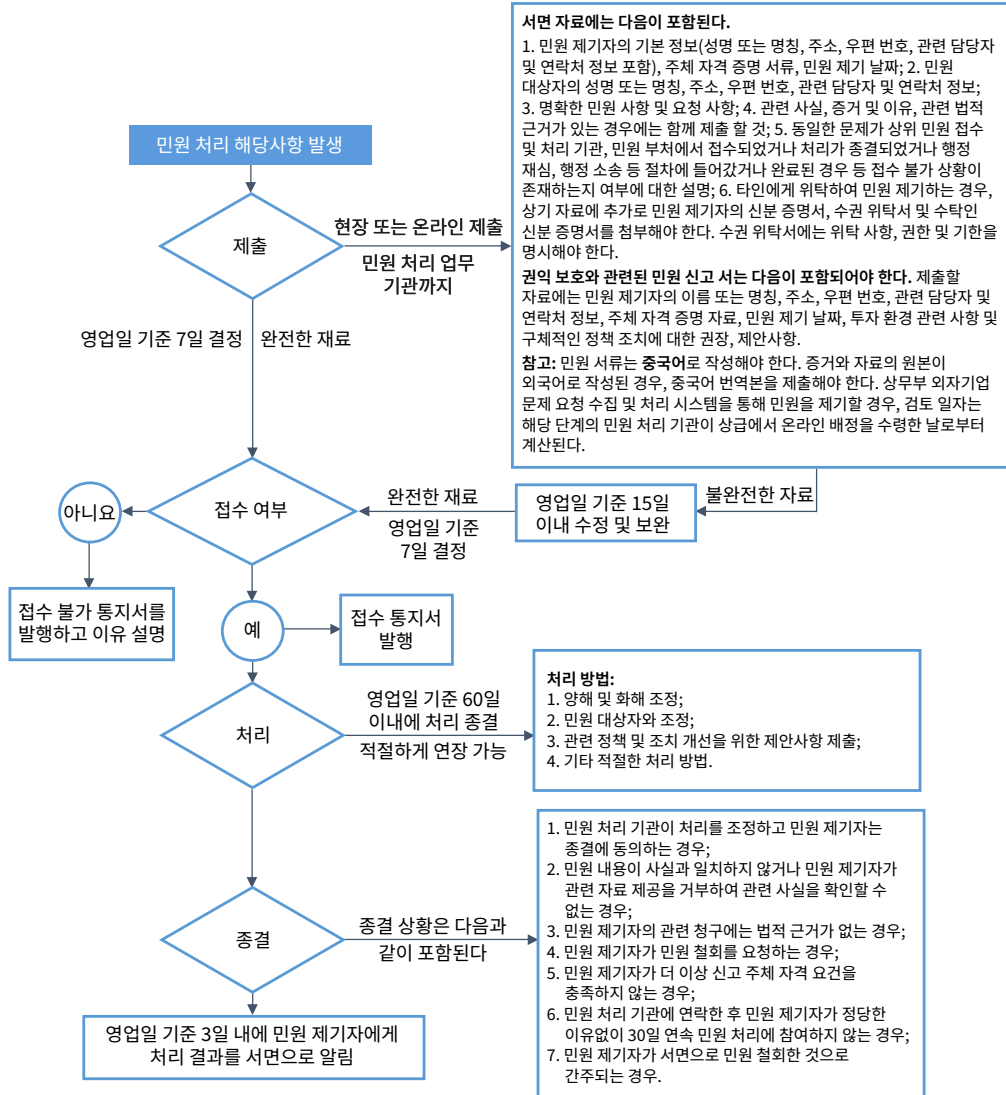 서면 자료에는 다음이 포함된다.
1. 민원 제기자의 기본 정보(성명 또는 명칭, 주소, 우편 번호, 관련 담당자
및 연락처 정보 포함), 주체 자격 증명 서류, 민원 제기 날짜; 2. 민원
대상자의 성명 또는 명칭, 주소, 우편 번호, 관련 담당자 및 연락처 정보;
3. 명확한 민원 사항 및 요청 사항; 4. 관련 사실, 증거 및 이유, 관련 법적
근거가 있는 경우에는 함께 제출 할 것; 5. 동일한 문제가 상위 민원 접수
및 처리 기관, 민원 부처에서 접수되었거나 처리가 종결되었거나 행정
재심, 행정 소송 등 절차에 들어갔거나 완료된 경우 등 접수 불가 상황이
존재하는지 여부에 대한 설명; 6. 타인에게 위탁하여 민원 제기하는 경우,
상기 자료에 추가로 민원 제기자의 신분 증명서, 수권 위탁서 및 수탁인
신분 증명서를 첨부해야 한다. 수권 위탁서에는 위탁 사항, 권한 및 기한을
명시해야 한다.
권익 보호와 관련된 민원 신고 서는 다음이 포함되어야 한다. 제출할
자료에는 민원 제기자의 이름 또는 명칭, 주소, 우편 번호, 관련 담당자 및
연락처 정보, 주체 자격 증명 자료, 민원 제기 날짜, 투자 환경 관련 사항 및
구체적인 정책 조치에 대한 권장, 제안사항.
참고: 민원 서류는 중국어로 작성해야 한다. 증거와 자료의 원본이
외국어로 작성된 경우, 중국어 번역본을 제출해야 한다. 상무부 외자기업
문제 요청 수집 및 처리 시스템을 통해 민원을 제기할 경우, 검토 일자는
해당 단계의 민원 처리 기관이 상급에서 온라인 배정을 수령한 날로부터
계산된다.
민원 처리 해당사항 발생
제출
현장 또는 온라인 제출
민원 처리 업무
기관까지
영업일 기준 7일 결정
완전한 재료
불완전한 자료
영업일 기준 15일
이내 수정 및 보완
완전한 재료
영업일 기준
7일 결정
접수 여부
아니요
접수 불가 통지서를
발행하고 이유 설명
예
접수 통지서
발행
처리
영업일 기준 60일
이내에 처리 종결
적절하게 연장 가능
처리 방법:
1. 양해 및 화해 조정;
2. 민원 대상자와 조정;
3. 관련 정책 및 조치 개선을 위한 제안사항 제출;
4. 기타 적절한 처리 방법.
종결
종결 상황은 다음과
같이 포함된다
1. 민원 처리 기관이 처리를 조정하고 민원 제기자는
종결에 동의하는 경우;
2. 민원 내용이 사실과 일치하지 않거나 민원 제기자가
관련 자료 제공을 거부하여 관련 사실을 확인할 수
없는 경우;
3. 민원 제기자의 관련 청구에는 법적 근거가 없는 경우;
4. 민원 제기자가 민원 철회를 요청하는 경우;
5. 민원 제기자가 더 이상 신고 주체 자격 요건을
충족하지 않는 경우;
6. 민원 처리 기관에 연락한 후 민원 제기자가 정당한
이유없이 30일 연속 민원 처리에 참여하지 않는 경우;
7. 민원 제기자가 서면으로 민원 철회한 것으로
간주되는 경우.
영업일 기준 3일 내에 민원 제기자에게
처리 결과를 서면으로 알림